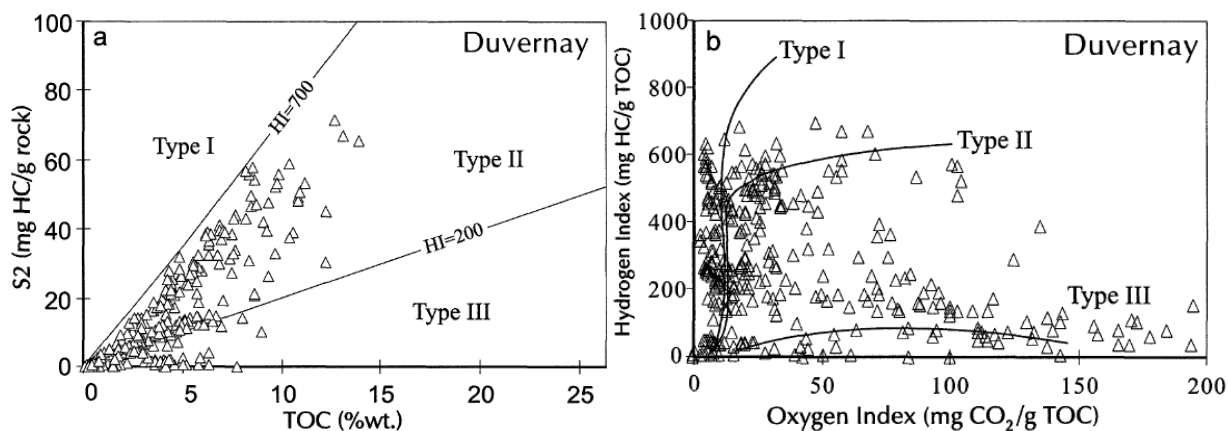 a
Duvernay
S2 (mg HC/g rock)
100
80
60
40
20
0
HI=700
Type I
Type II
HI=200
Type III
0
5
10
15
20
25
TOC (%wt.)
b
Duvernay
Hydrogen Index (mg HC/g TOC)
1000
800
600
400
200
0
Type I
Type II
Type III
0
50
100
150
200
Oxygen Index (mg CO₂/g TOC)